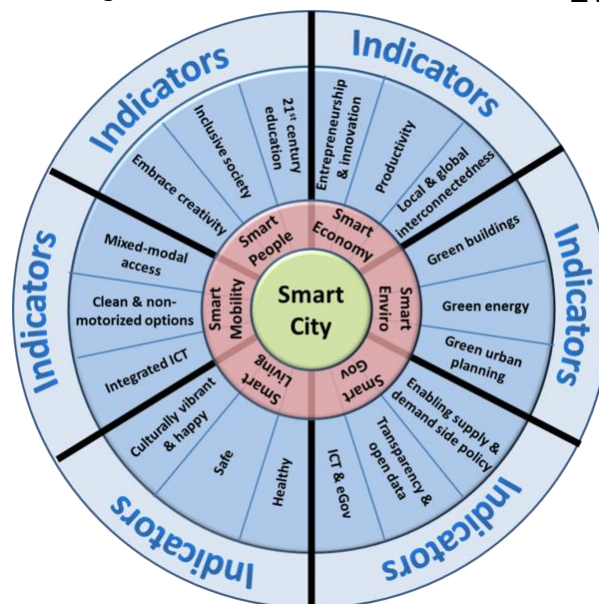 Indicators
Entrepreneurship
& innovation
Productivity
Local & global
interconnectedness
Smart
Economy
Indicators
Green buildings
Green energy
Green urban
planning
Smart
Enviro
Indicators
Enabling supply &
demand side policy
Transparency &
open data
ICT & eGov
Smart
Gov
Indicators
Healthy
Safe
Culturally vibrant
& happy
Smart
Living
Indicators
Integrated ICT
Clean & non-
motorized options
Mixed-modal
access
Smart
Mobility
Indicators
Embrace creativity
Inclusive society
21st century
education
Smart
People
Smart
City